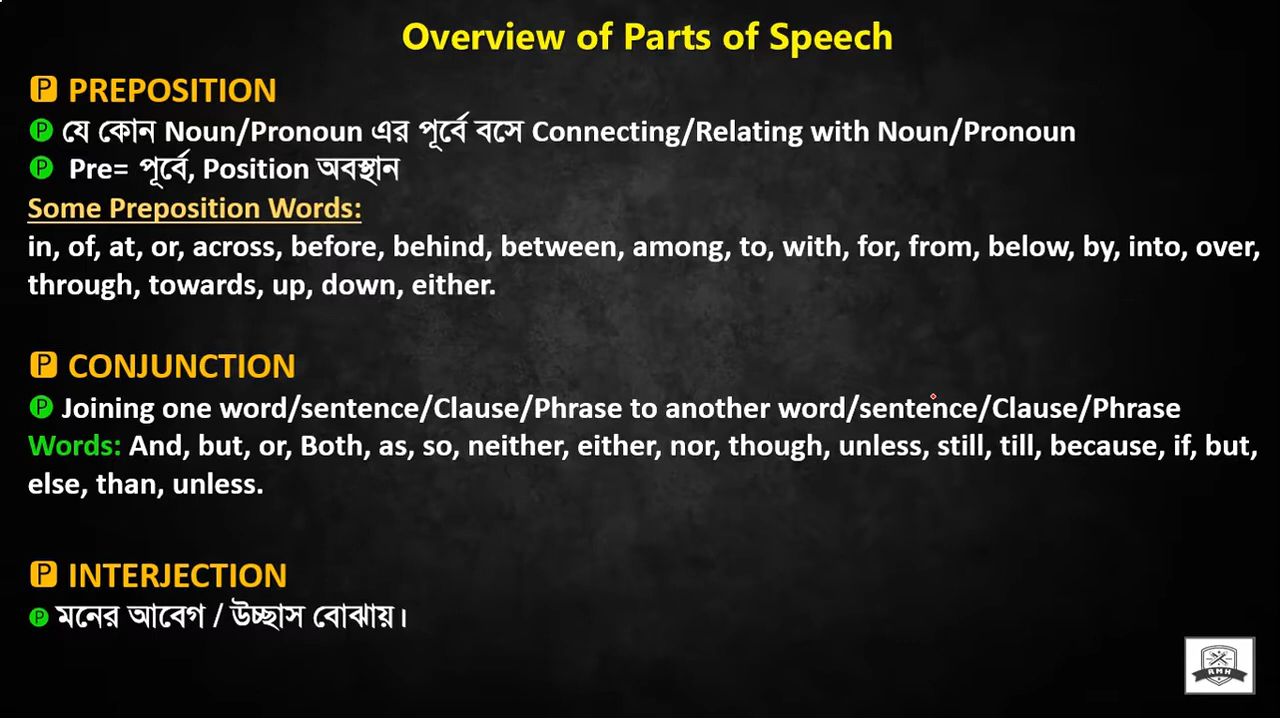 Overview of Parts of Speech
P PREPOSITION
P যে কোন Noun/Pronoun এর পূর্বে বসে Connecting/Relating with Noun/Pronoun
P Pre= পূর্বে, Position অবস্থান
Some Preposition Words:
in, of, at, or, across, before, behind, between, among, to, with, for, from, below, by, into, over,
through, towards, up, down, either.
P CONJUNCTION
P Joining one word/sentence/Clause/Phrase to another word/sentence/Clause/Phrase
Words: And, but, or, Both, as, so, neither, either, nor, though, unless, still, till, because, if, but,
else, than, unless.
P INTERJECTION
P মনের আবেগ / উচ্ছাস বোঝায়।
RMH